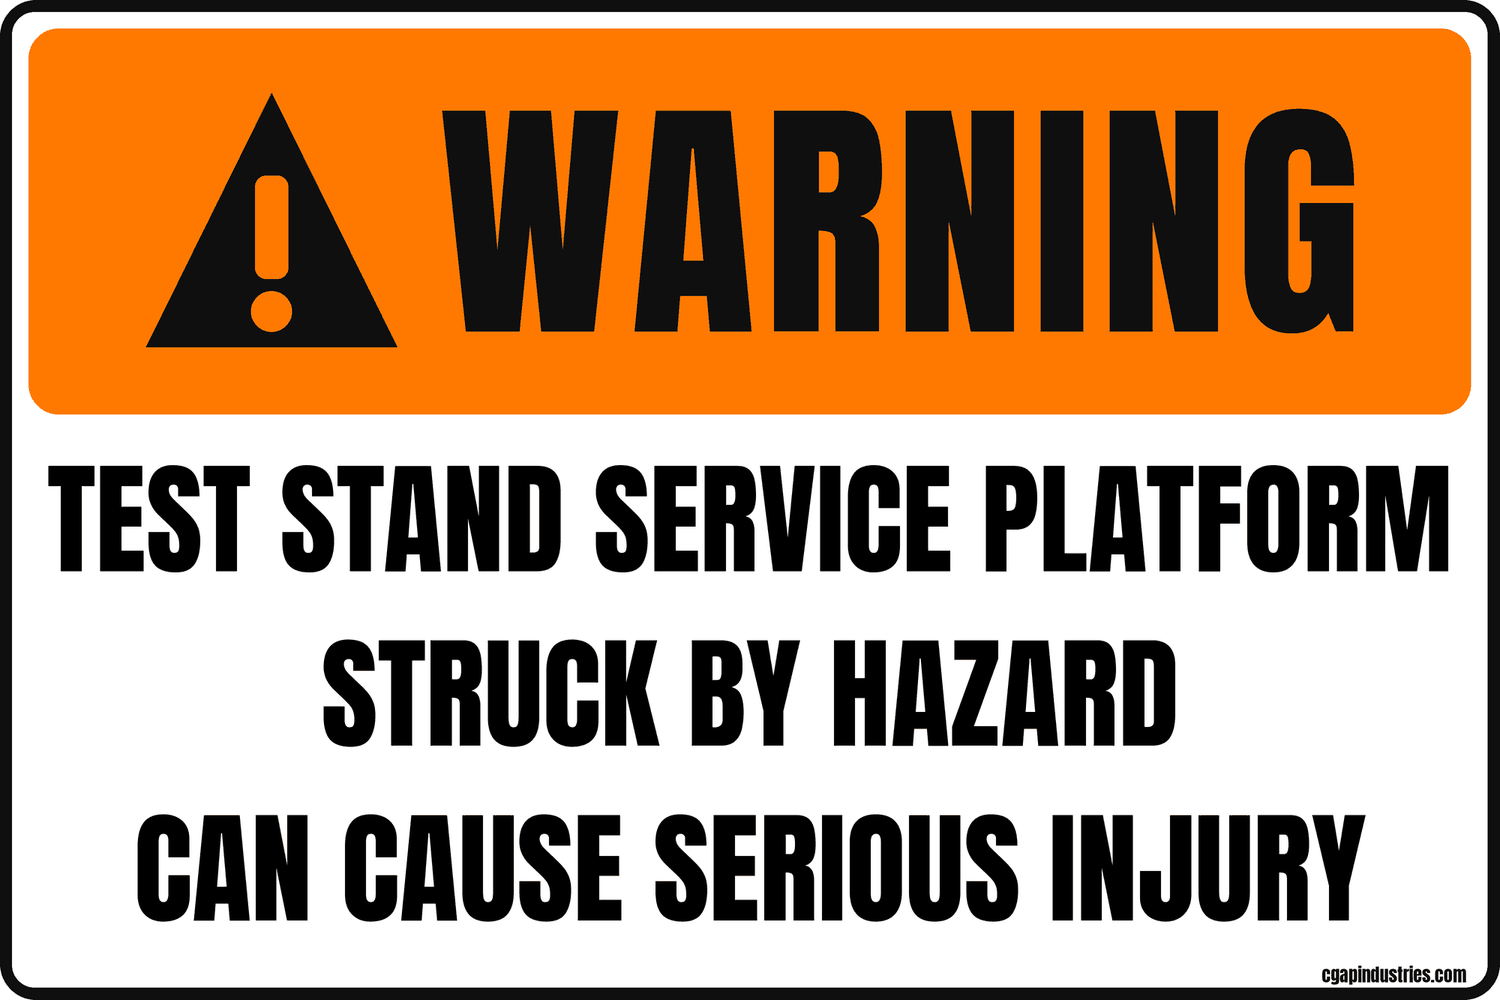 WARNING
TEST STAND SERVICE PLATFORM
STRUCK BY HAZARD
CAN CAUSE SERIOUS INJURY
cgapindustries.com